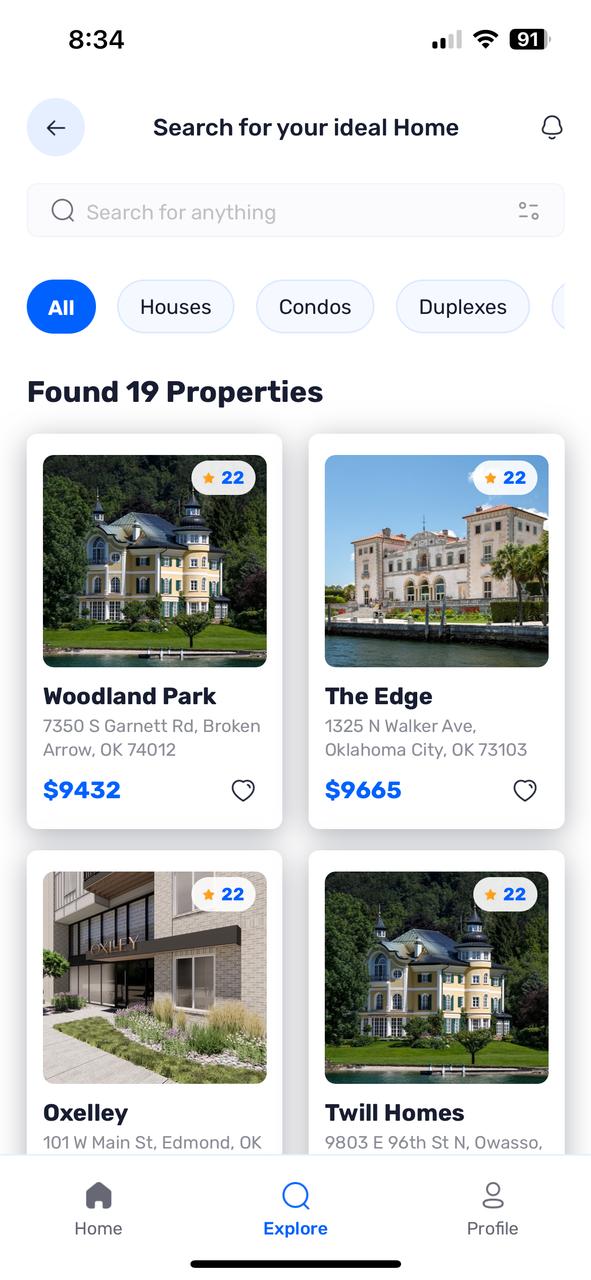 8:34
91
Search for your ideal Home
Search for anything
All
Houses
Condos
Duplexes
Found 19 Properties
22
Woodland Park
7350 S Garnett Rd, Broken
Arrow, OK 74012
$9432
22
The Edge
1325 N Walker Ave,
Oklahoma City, OK 73103
$9665
22
OXLLEY
Oxelley
101 W Main St, Edmond, OK
22
Twill Homes
9803 E 96th St N, Owasso,
Home
Explore
Profile